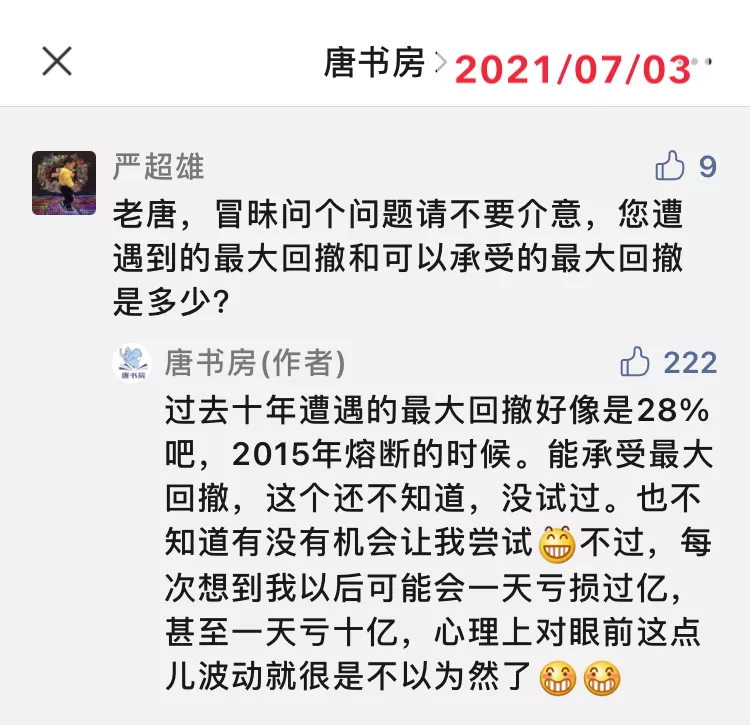 唐书房
2021/07/03
严超雄
9
老唐，冒昧问个问题请不要介意，您遭
遇到的最大回撤和可以承受的最大回撤
是多少?
唐书房(作者)
222
过去十年遭遇的最大回撤好像是28%
吧，2015年熔断的时候。能承受最大
回撤，这个还不知道，没试过。也不
知道有没有机会让我尝试😁不过，每
次想到我以后可能会一天亏损过亿，
甚至一天亏十亿，心理上对眼前这点
儿波动就很是不以为然了😁😁
唐书房